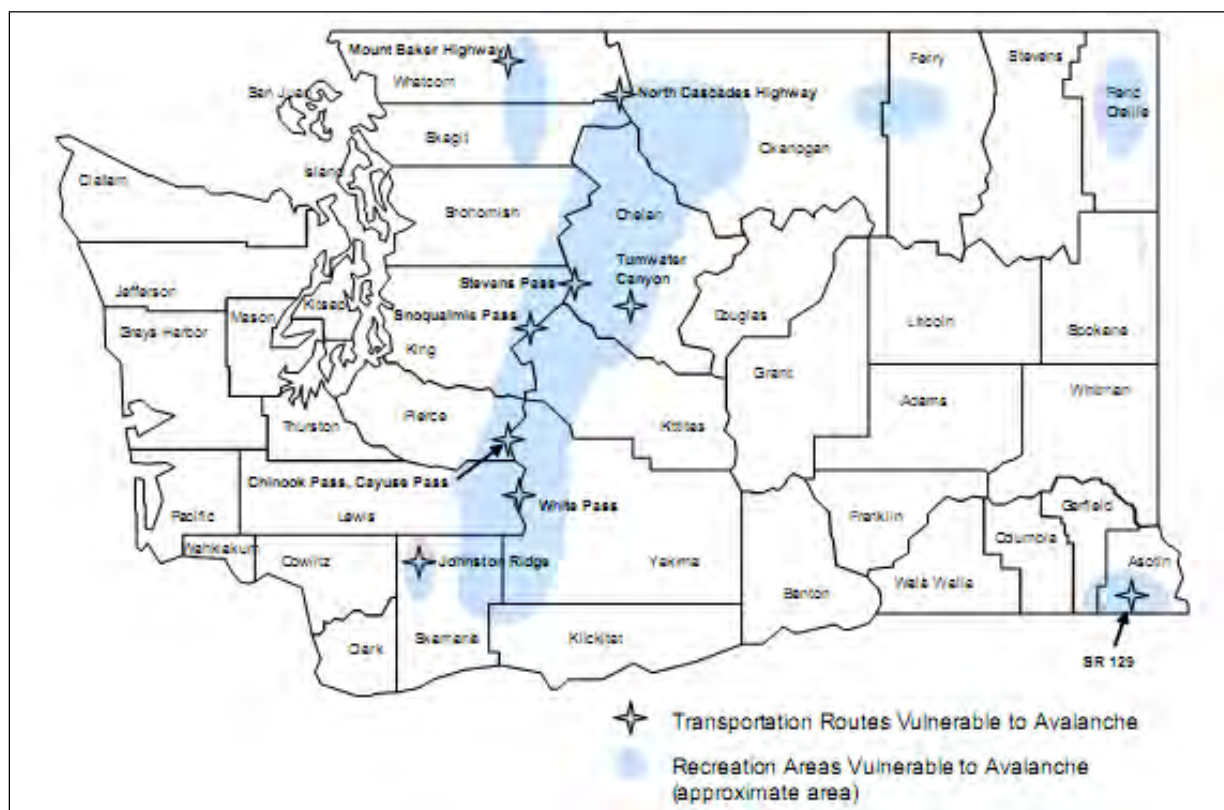 Mount Baker Highway
Whatcom
San Juan
North Cascades Highway
Ferry
Stevens
Pend
Oreille
Skagit
Okanogan
Island
Clallam
Snohomish
Chelan
Tumwater
Canyon
Stevens Pass
Jefferson
Kitsap
Mason
Snoqualmie Pass
Douglas
Lincoln
Spokane
Grays Harbor
King
Grant
Adams
Whitman
Pierce
Thurston
Kittitas
Chinook Pass, Cayuse Pass
Pacific
Lewis
White Pass
Franklin
Garfield
Columbia
Wahkiakum
Cowlitz
Johnston Ridge
Yakima
Asotin
Benton
Walla Walla
Clark
Skamania
Klickitat
SR 129
Transportation Routes Vulnerable to Avalanche
Recreation Areas Vulnerable to Avalanche
(approximate area)